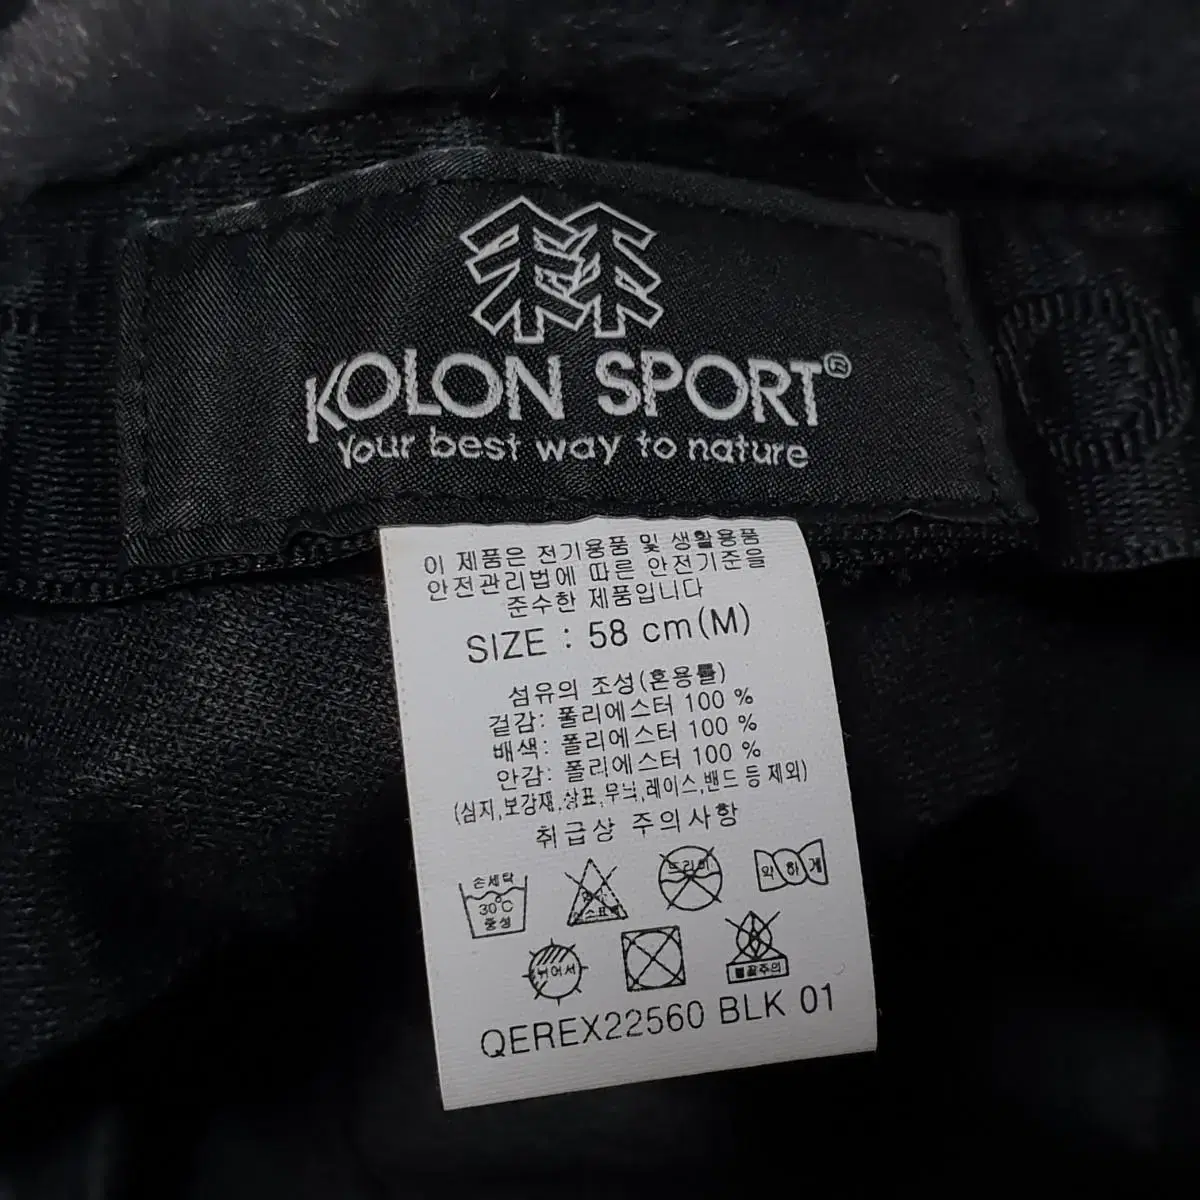 KOLON SPORT®
Your best way to nature
이 제품은 전기용품 및 생활용품
안전관리법에 따른 안전기준을
준수한 제품입니다
SIZE : 58 cm(M)
섬유의 조성(혼용률)
겉감: 폴리에스터 100 %
배색: 폴리에스터 100 %
안감: 폴리에스터 100 %
(심지,보강재,상표,무늬,레이스,밴드 등 제외)
취급상 주의사항
손세탁
30℃
중성
드라이
약하게
뉘어서
불꽃주의
QEREX22560 BLK 01